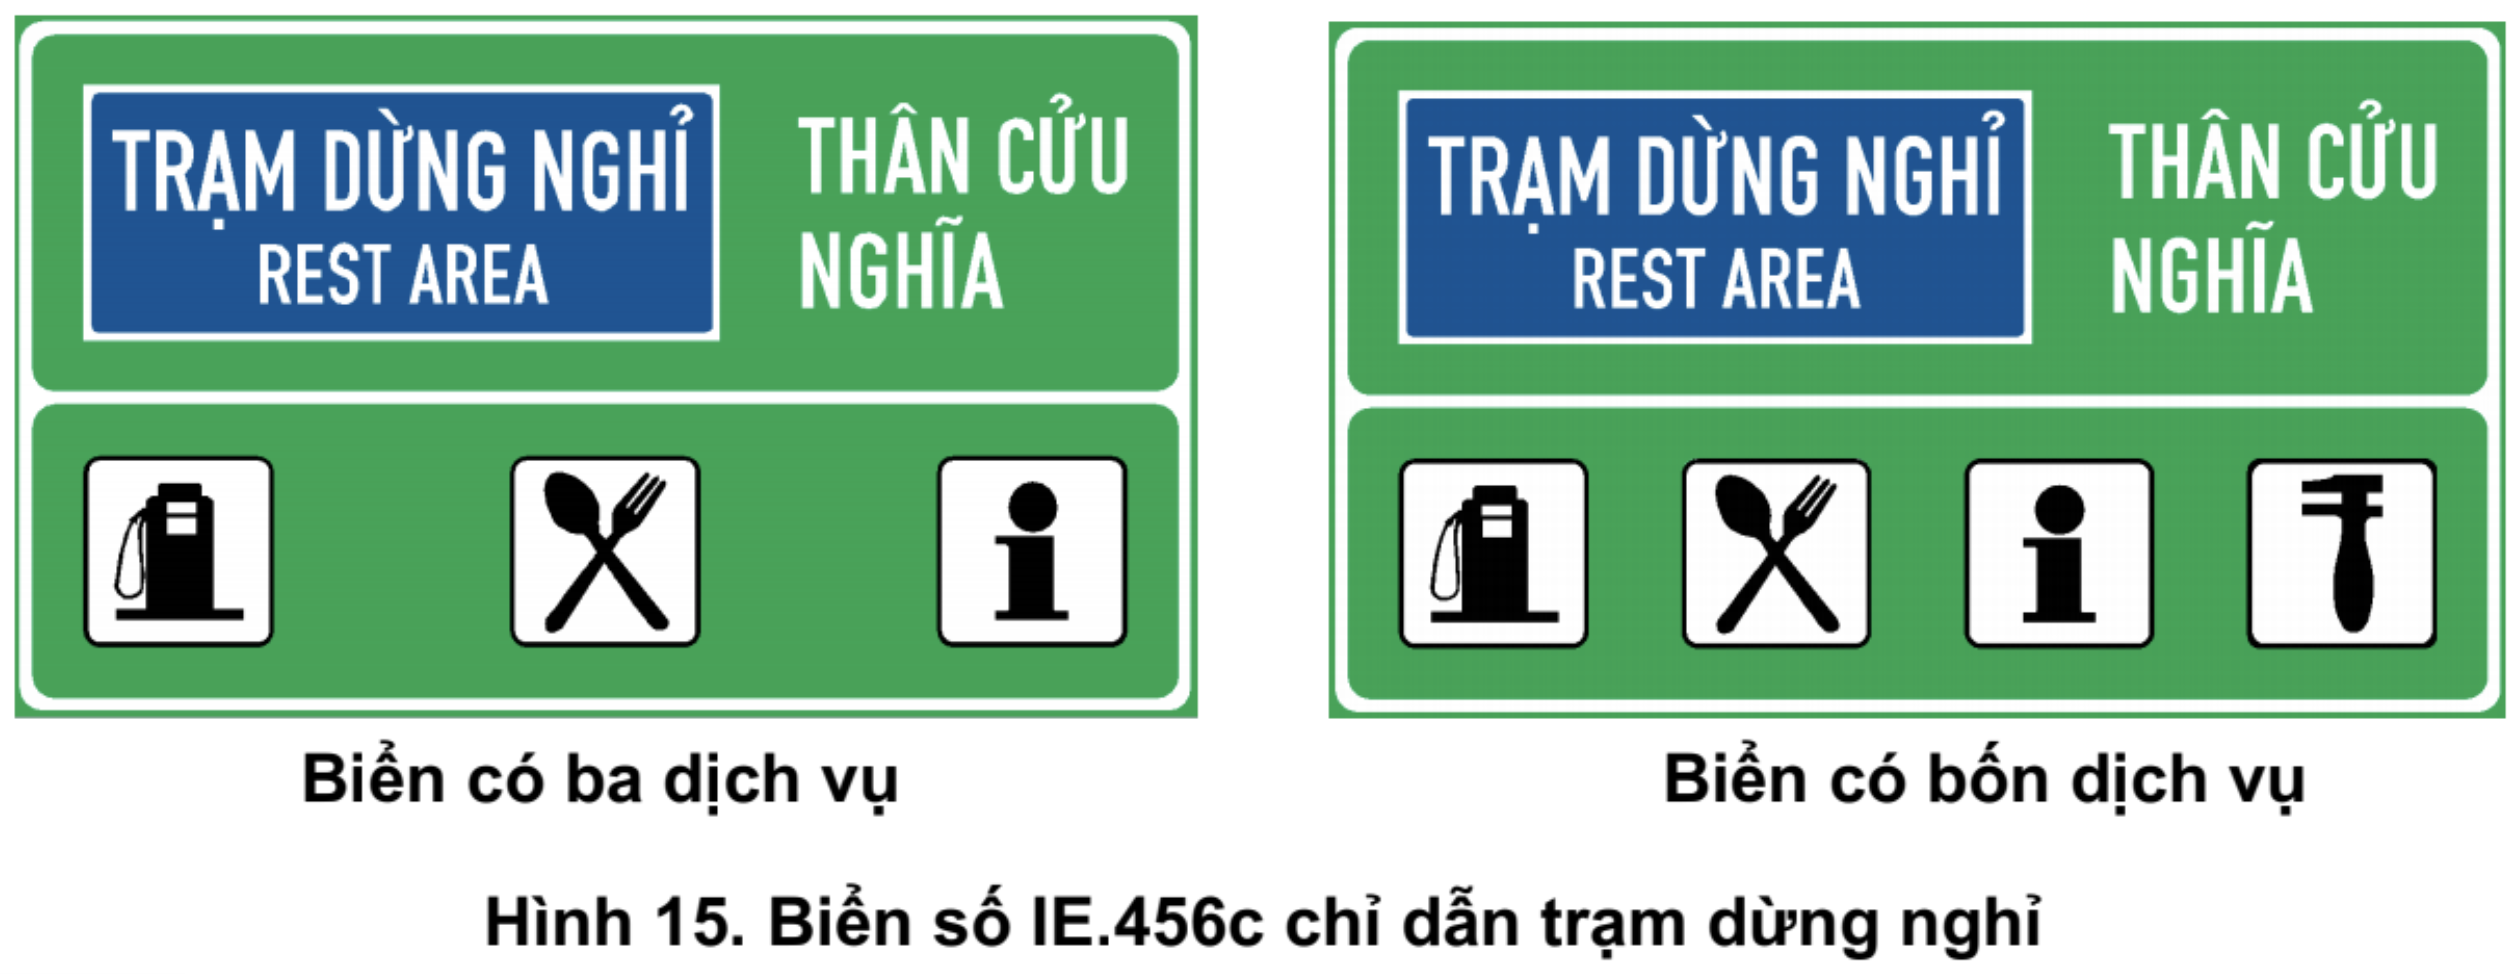 TRẠM DỪNG NGHỈ
REST AREA
THÂN CỬU
NGHĨA
TRẠM DỪNG NGHỈ
REST AREA
THÂN CỬU
NGHĨA
Biển có ba dịch vụ
Biển có bốn dịch vụ
Hình 15. Biển số IE.456c chỉ dẫn trạm dừng nghỉ